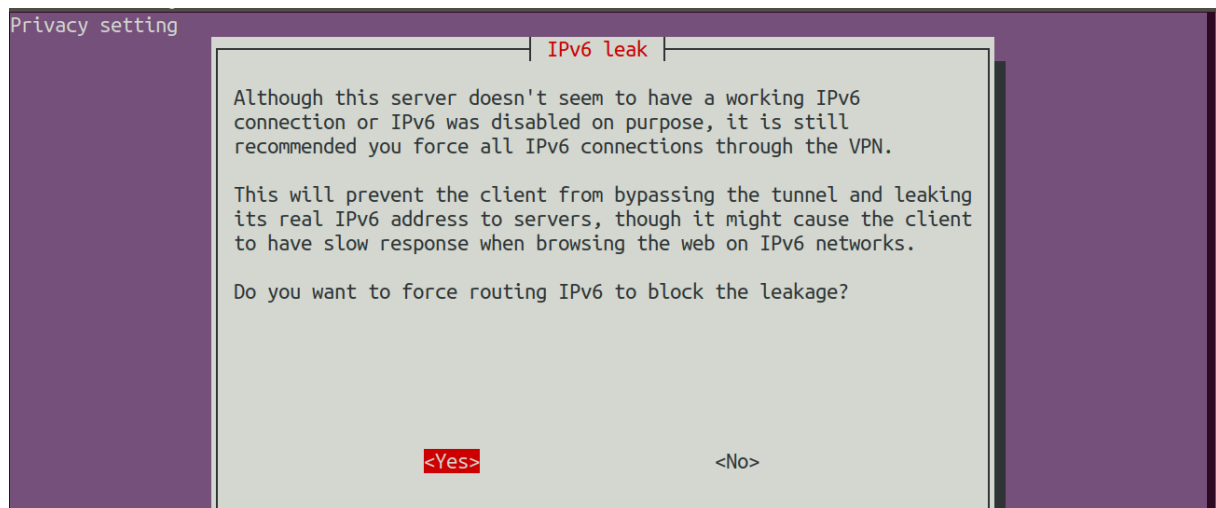 Privacy setting
IPv6 leak
Although this server doesn't seem to have a working IPv6
connection or IPv6 was disabled on purpose, it is still
recommended you force all IPv6 connections through the VPN.
This will prevent the client from bypassing the tunnel and leaking
its real IPv6 address to servers, though it might cause the client
to have slow response when browsing the web on IPv6 networks.
Do you want to force routing IPv6 to block the leakage?
<Yes> <No>